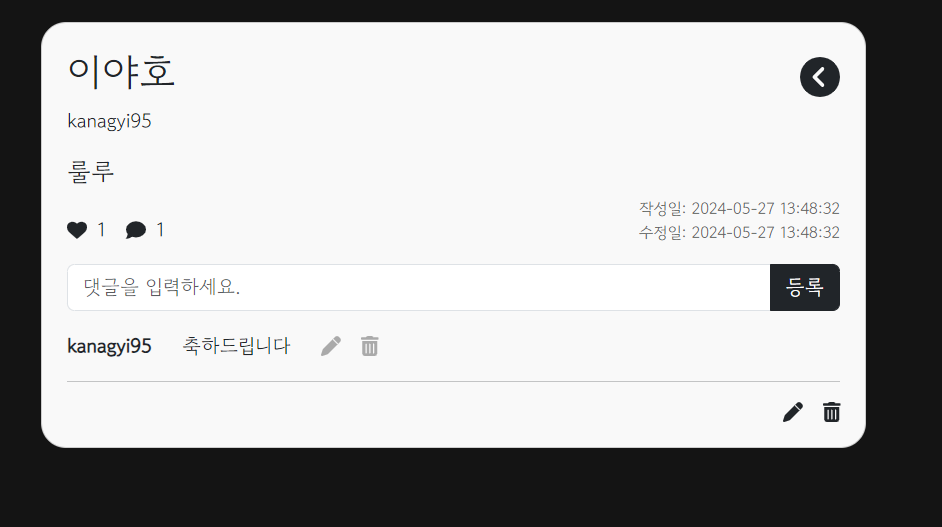 이야호
kanagyi95
룰루
1 1
작성일: 2024-05-27 13:48:32
수정일: 2024-05-27 13:48:32
댓글을 입력하세요. 등록
kanagyi95 축하드립니다